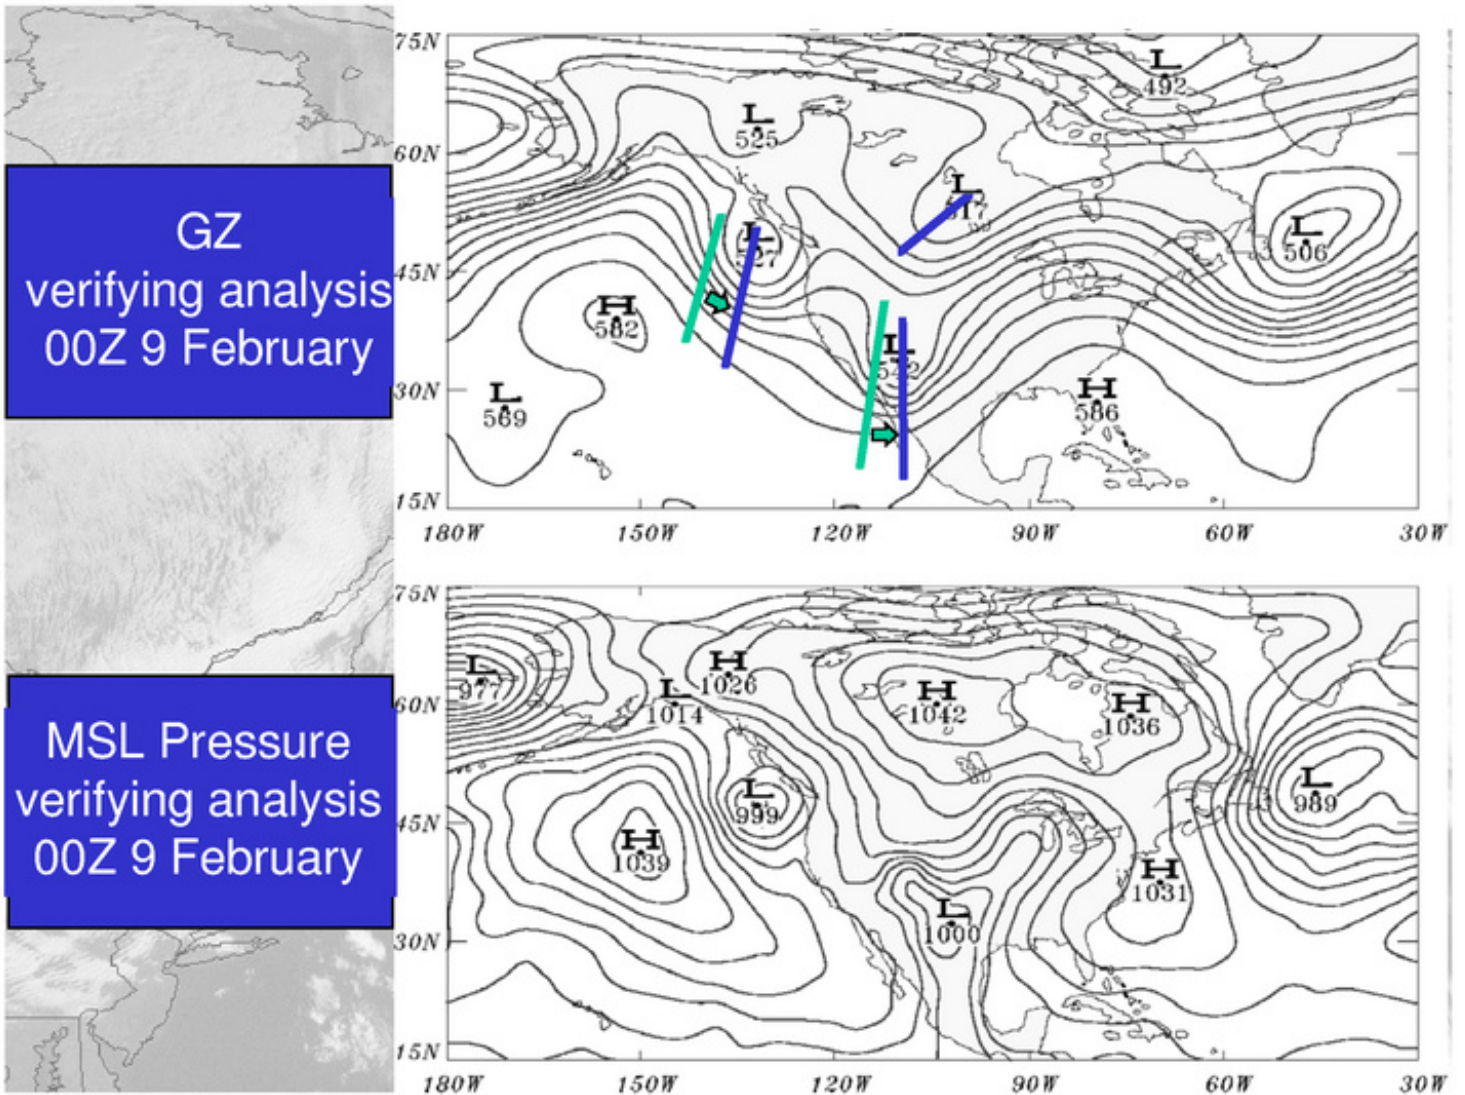 GZ
verifying analysis
00Z 9 February
75N
60N
45N
30N
15N
180W 150W 120W 90W 60W 30W
L
492
L
525
L
L
527
L
506
H
582
L
542
L
569
H
586
MSL Pressure
verifying analysis
00Z 9 February
75N
60N
45N
30N
15N
180W 150W 120W 90W 60W 30W
L
977
H
1026
L
1014
H
1042
H
1036
L
999
L
989
H
1039
H
1031
L
1000